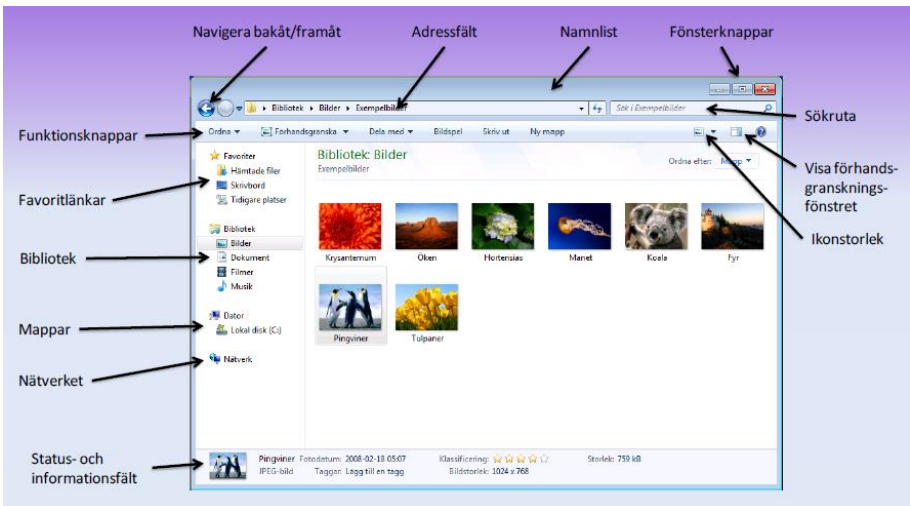 Navigera bakåt/framåt
Adressfält
Namnlist
Fönsterknappar
Bibliotek ▸ Bilder ▸ Exempelbilder
Sök i Exempelbilder
Sökruta
Funktionsknappar
Ordna
Förhandsgranska
Dela med
Bildspel
Skriv ut
Ny mapp
Visa förhands-
gransknings-
fönstret
Favoritlänkar
Favoriter
Hämtade filer
Skrivbord
Tidigare platser
Bibliotek: Bilder
Exempelbilder
Ordna efter: Mapp
Ikonstorlek
Bibliotek
Bibliotek
Bilder
Dokument
Filmer
Musik
Krysantemum
Öken
Hortensias
Manet
Koala
Fyr
Pingviner
Tulpaner
Mappar
Dator
Lokal disk (C:)
Nätverket
Nätverk
Status- och
informationsfält
Pingviner Fotodatum: 2008-02-18 05:07 Klassificering: Storlek: 759 kB
JPEG-bild Taggar: Lägg till en tagg Bildstorlek: 1024 x 768